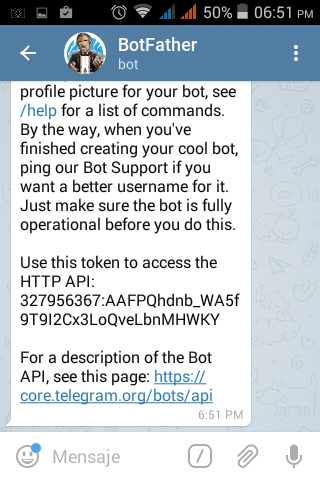 50% 06:51 PM
BotFather
bot
profile picture for your bot, see
/help for a list of commands.
By the way, when you've
finished creating your cool bot,
ping our Bot Support if you
want a better username for it.
Just make sure the bot is fully
operational before you do this.
Use this token to access the
HTTP API:
327956367:AAFPQhdnb_WA5f
9T9I2Cx3LoQveLbnMHWKY
For a description of the Bot
API, see this page: https://
core.telegram.org/bots/api
6:51 PM
Mensaje